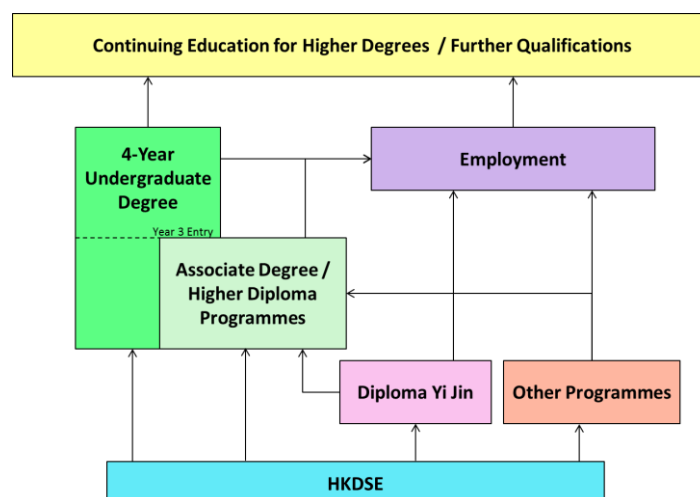 Continuing Education for Higher Degrees / Further Qualifications
4-Year
Undergraduate
Degree
Employment
Year 3 Entry
Associate Degree /
Higher Diploma
Programmes
Diploma Yi Jin
Other Programmes
HKDSE